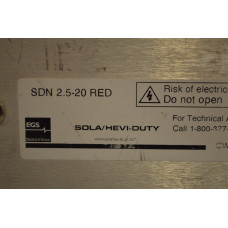 SDN 2.5-20 RED
Risk of electric
Do not open
EGS
SOLA/HEVI-DUTY
For Technical A
Call 1-800-377-